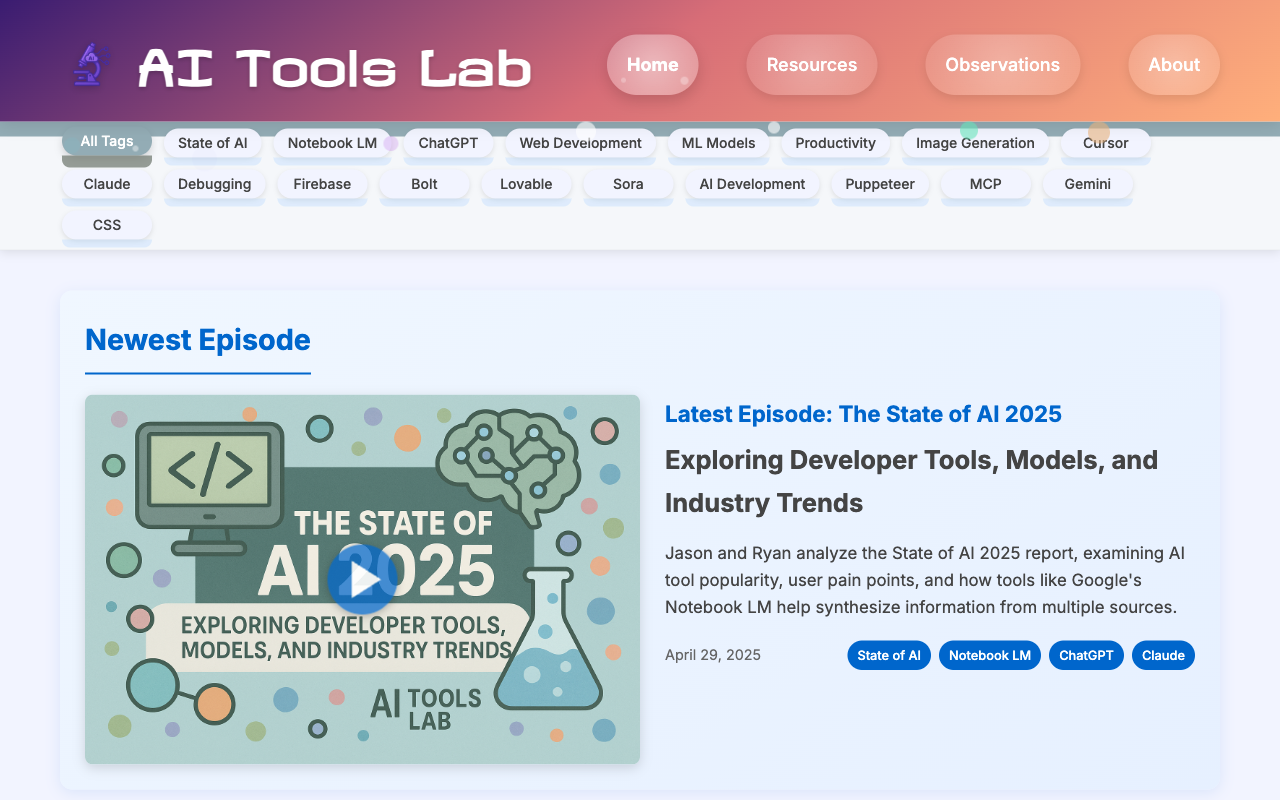 AI Tools Lab
Home
Resources
Observations
About
All Tags
State of AI
Notebook LM
ChatGPT
Web Development
ML Models
Productivity
Image Generation
Cursor
Claude
Debugging
Firebase
Bolt
Lovable
Sora
AI Development
Puppeteer
MCP
Gemini
CSS
Newest Episode
THE STATE OF
AI 2025
EXPLORING DEVELOPER TOOLS,
MODELS, AND INDUSTRY TRENDS
AI TOOLS
LAB
Latest Episode: The State of AI 2025
Exploring Developer Tools, Models, and
Industry Trends
Jason and Ryan analyze the State of AI 2025 report, examining AI
tool popularity, user pain points, and how tools like Google's
Notebook LM help synthesize information from multiple sources.
April 29, 2025
State of AI
Notebook LM
ChatGPT
Claude